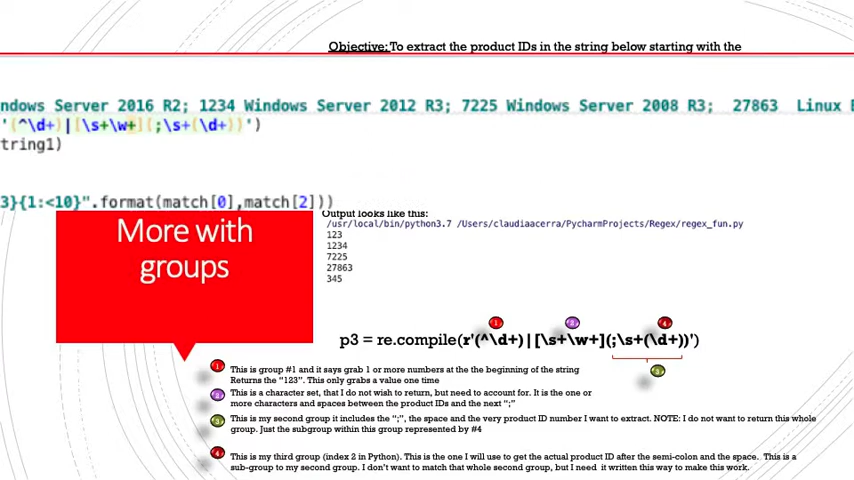 Objective: To extract the product IDs in the string below starting with the
ndows Server 2016 R2; 1234 Windows Server 2012 R3; 7225 Windows Server 2008 R3;  27863  Linux
'(^\d+)|[\s+\w+](;\s+(\d+))')
tring1)
3}{1:<10}".format(match[0],match[2]))
Output looks like this:
/usr/local/bin/python3.7 /Users/claudiaacerra/PycharmProjects/Regex/regex_fun.py
123
1234
7225
27863
345
More with
groups
1 2 4
p3 = re.compile(r'(^\d+)|[\s+\w+](;\s+(\d+))')
3
1 This is group #1 and it says grab 1 or more numbers at the the beginning of the string
Returns the “123”. This only grabs a value one time
2 This is a character set, that I do not wish to return, but need to account for. It is the one or
more characters and spaces between the product IDs and the next “;”
3 This is my second group it includes the “;”, the space and the very product ID number I want to extract. NOTE: I do not want to return this whole
group. Just the subgroup within this group represented by #4
4 This is my third group (index 2 in Python). This is the one I will use to get the actual product ID after the semi-colon and the space.  This is a
sub-group to my second group. I don’t want to match that whole second group, but I need  it written this way to make this work.